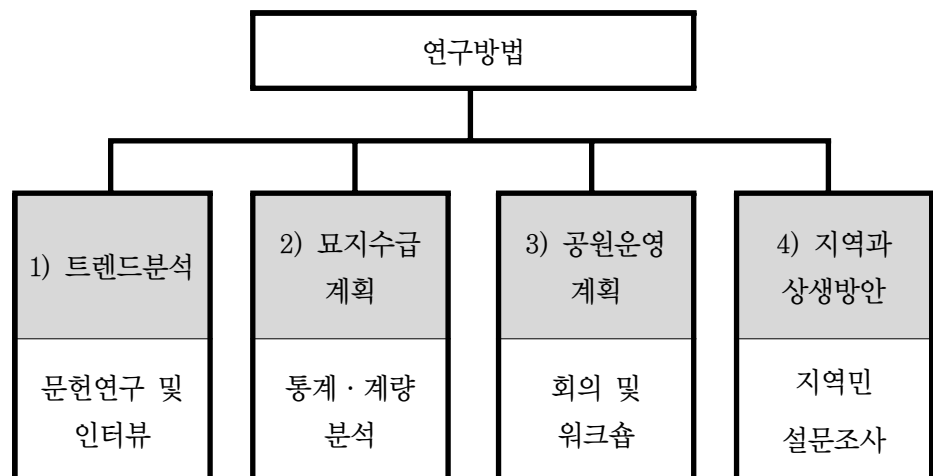 연구방법
1) 트렌드분석
문헌연구 및
인터뷰
2) 묘지수급
계획
통계·계량
분석
3) 공원운영
계획
회의 및
워크숍
4) 지역과
상생방안
지역민
설문조사